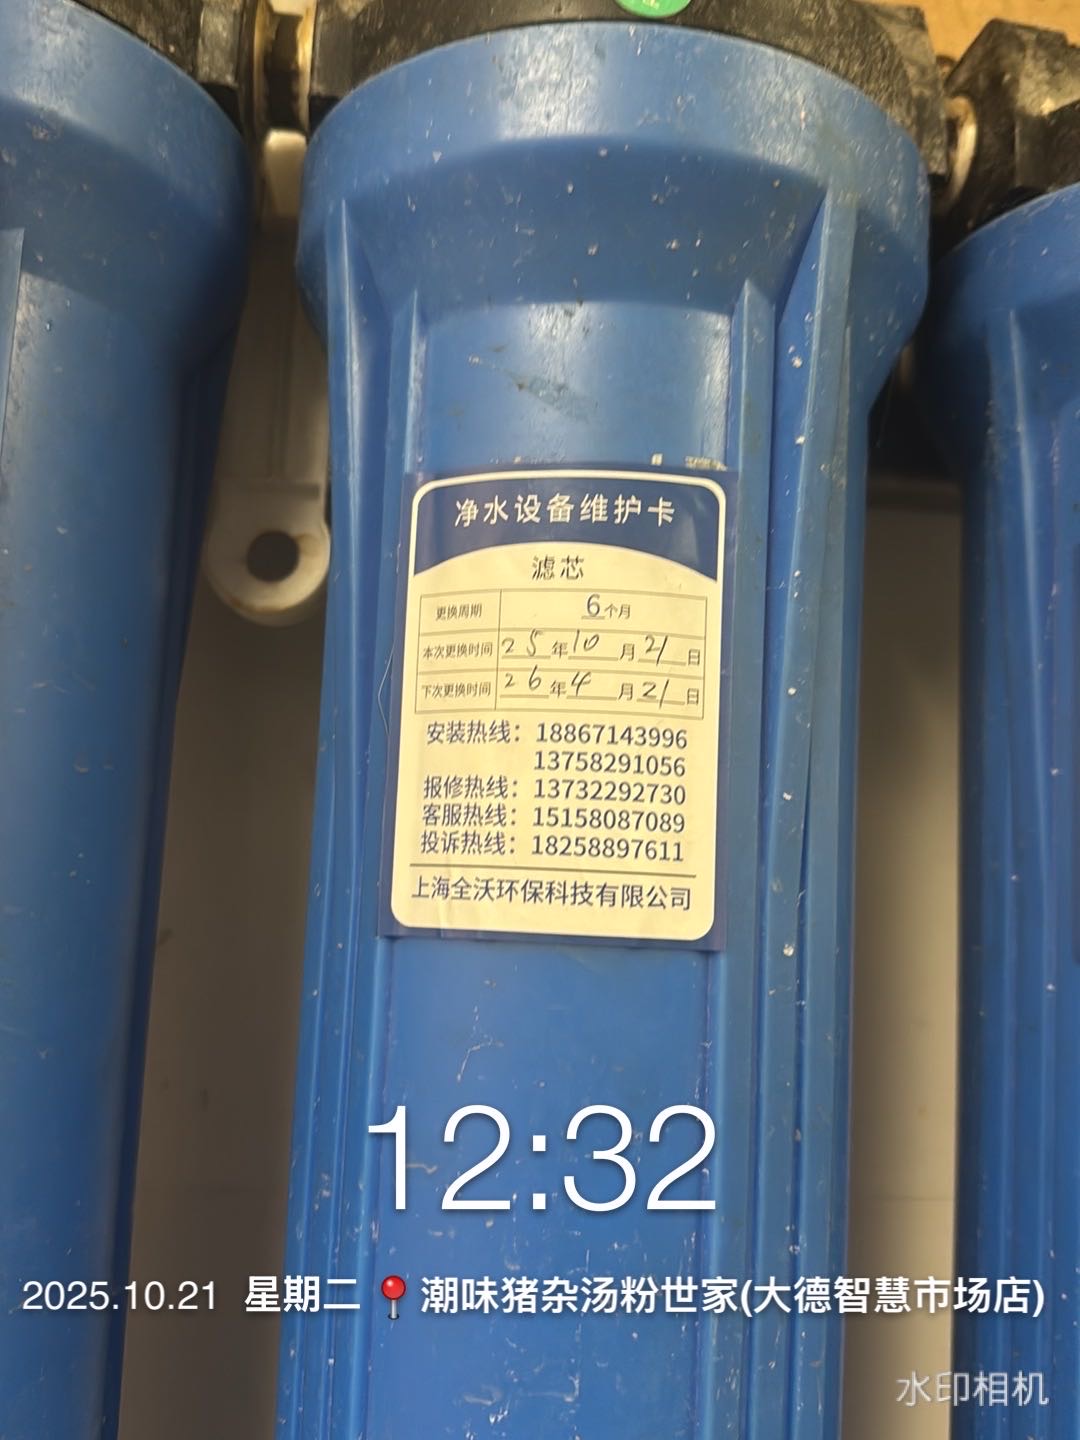 净水设备维护卡
滤芯
更换周期 6个月
本次更换时间 25年10月21日
下次更换时间 26年4月21日
安装热线：18867143996
13758291056
报修热线：13732292730
客服热线：15158087089
投诉热线：18258897611
上海全沃环保科技有限公司
12:32
2025.10.21 星期二 📍潮味猪杂汤粉世家(大德智慧市场店)
水印相机